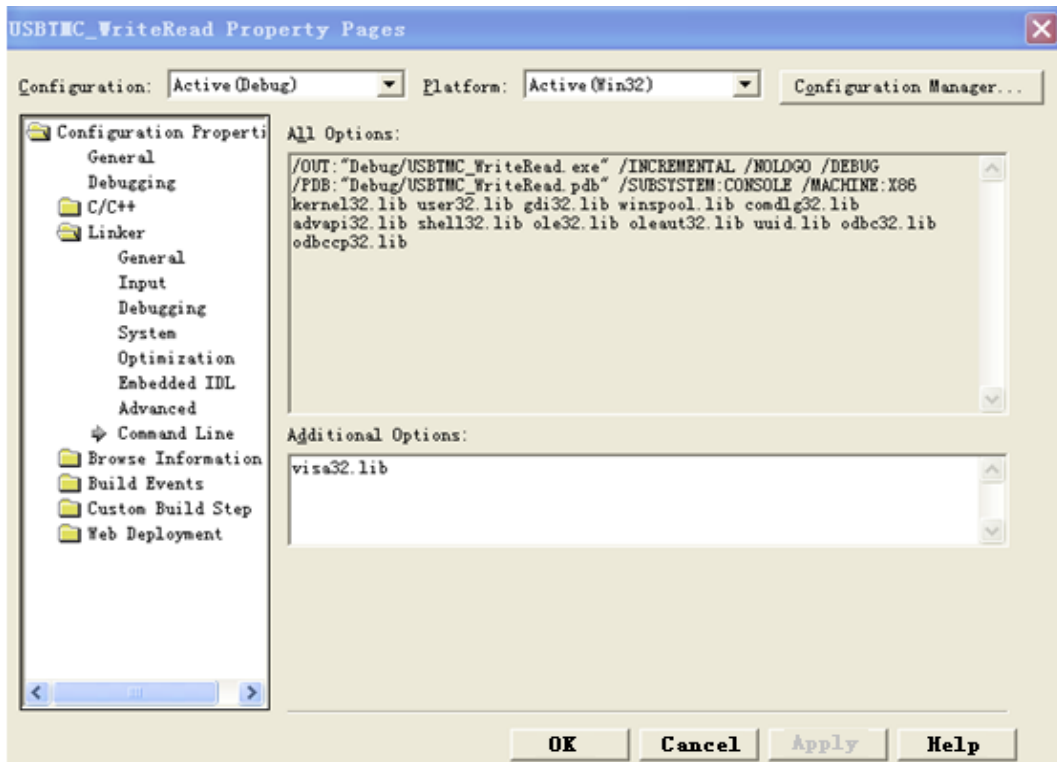 USBTMC_WriteRead Property Pages
Configuration: Active(Debug) Platform: Active(Win32) Configuration Manager...
Configuration Properti
General
Debugging
C/C++
Linker
General
Input
Debugging
System
Optimization
Embedded IDL
Advanced
Command Line
Browse Information
Build Events
Custom Build Step
Web Deployment
All Options:
/OUT:"Debug/USBTMC_WriteRead.exe" /INCREMENTAL /NOLOGO /DEBUG
/PDB:"Debug/USBTMC_WriteRead.pdb" /SUBSYSTEM:CONSOLE /MACHINE:X86
kernel32.lib user32.lib gdi32.lib winspool.lib comdlg32.lib
advapi32.lib shell32.lib ole32.lib oleaut32.lib uuid.lib odbc32.lib
odbccp32.lib
Additional Options:
visa32.lib
OK Cancel Apply Help